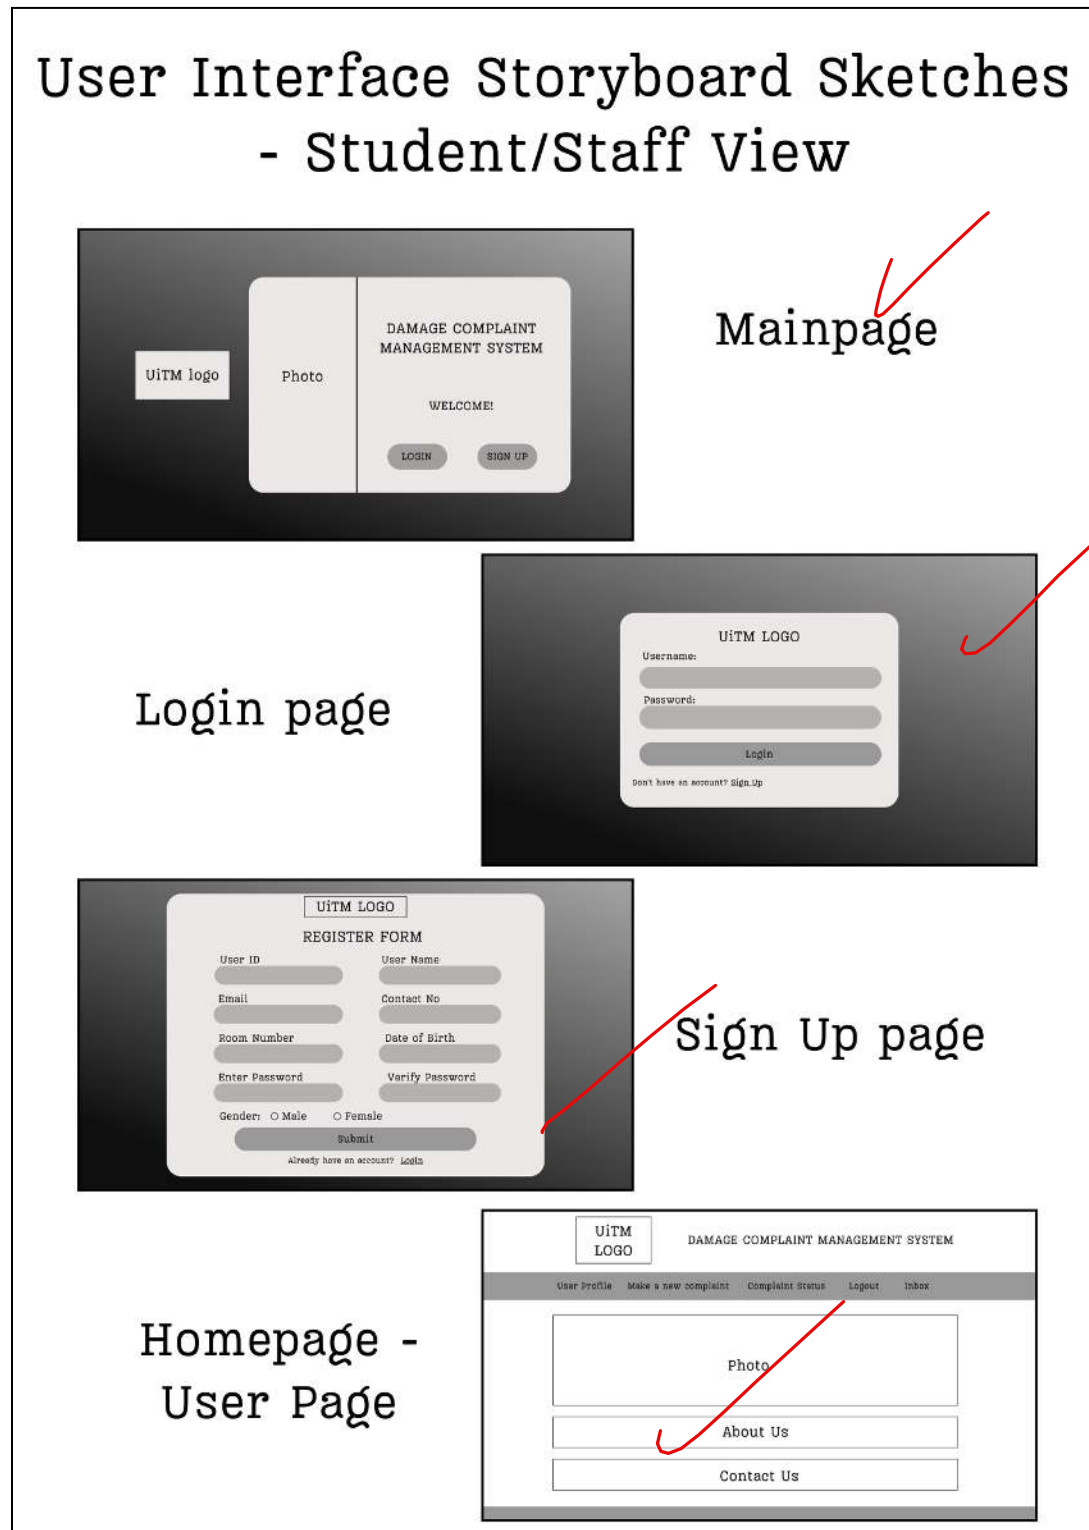 User Interface Storyboard Sketches
- Student/Staff View
UiTM logo
Photo
DAMAGE COMPLAINT
MANAGEMENT SYSTEM
WELCOME!
LOGIN
SIGN UP
Mainpage
Login page
UiTM LOGO
Username:
Password:
Login
Don't have an account? Sign Up
UiTM LOGO
REGISTER FORM
User ID
User Name
Email
Contact No
Room Number
Date of Birth
Enter Password
Verify Password
Gender: Male Female
Submit
Already have an account? Login
Sign Up page
Homepage -
User Page
UiTM
LOGO
DAMAGE COMPLAINT MANAGEMENT SYSTEM
User Profile Make a new complaint Complaint Status Logout Inbox
Photo
About Us
Contact Us